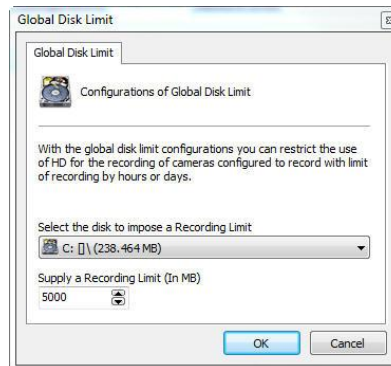 Global Disk Limit
Global Disk Limit
Configurations of Global Disk Limit
With the global disk limit configurations you can restrict the use
of HD for the recording of cameras configured to record with limit
of recording by hours or days.
Select the disk to impose a Recording Limit
C: []\ (238.464 MB)
Supply a Recording Limit (In MB)
5000
OK
Cancel